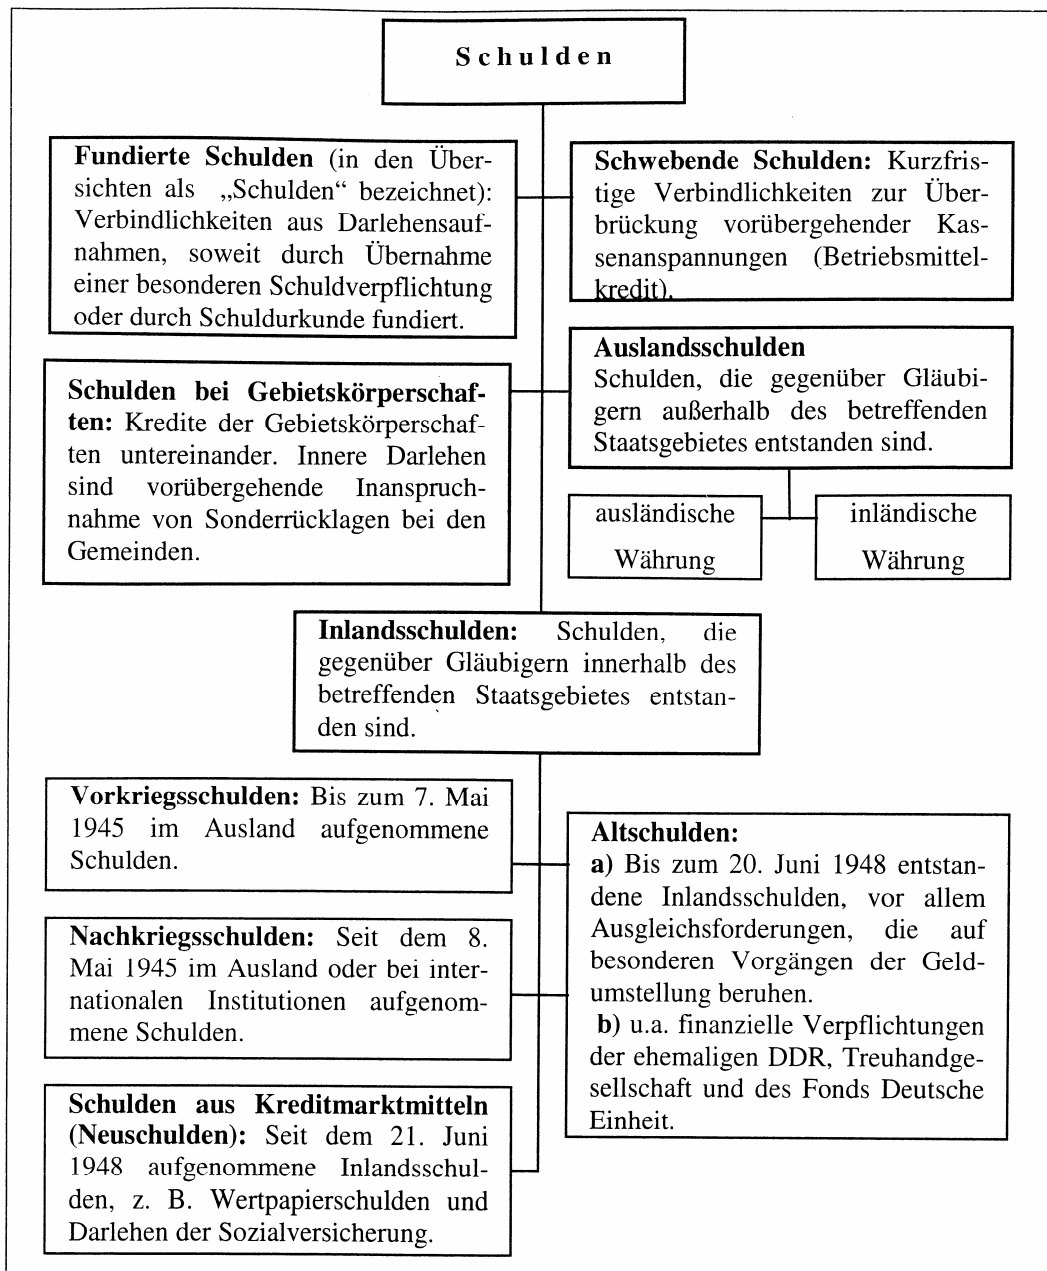 Schulden
Fundierte Schulden (in den Über-
sichten als „Schulden“ bezeichnet):
Verbindlichkeiten aus Darlehensauf-
nahmen, soweit durch Übernahme
einer besonderen Schuldverpflichtung
oder durch Schuldurkunde fundiert.
Schwebende Schulden: Kurzfris-
tige Verbindlichkeiten zur Über-
brückung vorübergehender Kas-
senanspannungen (Betriebsmittel-
kredit).
Schulden bei Gebietskörperschaf-
ten: Kredite der Gebietskörperschaf-
ten untereinander. Innere Darlehen
sind vorübergehende Inanspruch-
nahme von Sonderrücklagen bei den
Gemeinden.
Auslandsschulden
Schulden, die gegenüber Gläubi-
gern außerhalb des betreffenden
Staatsgebietes entstanden sind.
ausländische
Währung
inländische
Währung
Inlandsschulden: Schulden, die
gegenüber Gläubigern innerhalb des
betreffenden Staatsgebietes entstan-
den sind.
Vorkriegsschulden: Bis zum 7. Mai
1945 im Ausland aufgenommene
Schulden.
Nachkriegsschulden: Seit dem 8.
Mai 1945 im Ausland oder bei inter-
nationalen Institutionen aufgenom-
mene Schulden.
Schulden aus Kreditmarktmitteln
(Neuschulden): Seit dem 21. Juni
1948 aufgenommene Inlandsschul-
den, z. B. Wertpapierschulden und
Darlehen der Sozialversicherung.
Altschulden:
a) Bis zum 20. Juni 1948 entstan-
dene Inlandsschulden, vor allem
Ausgleichsforderungen, die auf
besonderen Vorgängen der Geld-
umstellung beruhen.
b) u.a. finanzielle Verpflichtungen
der ehemaligen DDR, Treuhandge-
sellschaft und des Fonds Deutsche
Einheit.